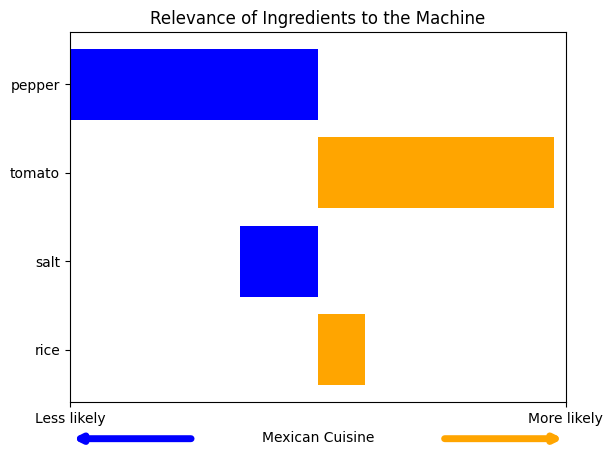 Relevance of Ingredients to the Machine
pepper
tomato
salt
rice
Less likely
More likely
Mexican Cuisine